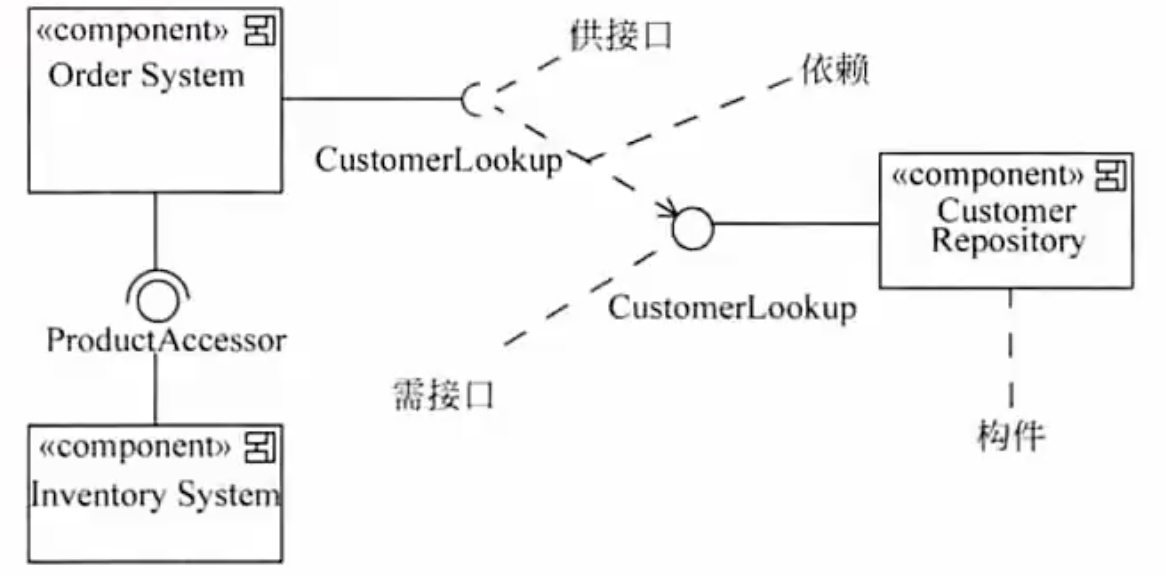 «component»
Order System
供接口
依赖
CustomerLookup
«component»
Customer
Repository
CustomerLookup
ProductAccessor
需接口
构件
«component»
Inventory System